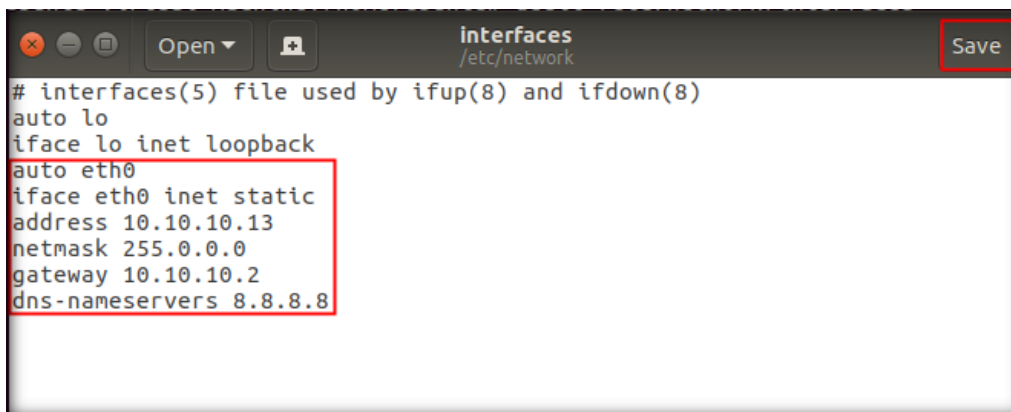 Open
interfaces
/etc/network
Save
# interfaces(5) file used by ifup(8) and ifdown(8)
auto lo
iface lo inet loopback
auto eth0
iface eth0 inet static
address 10.10.10.13
netmask 255.0.0.0
gateway 10.10.10.2
dns-nameservers 8.8.8.8